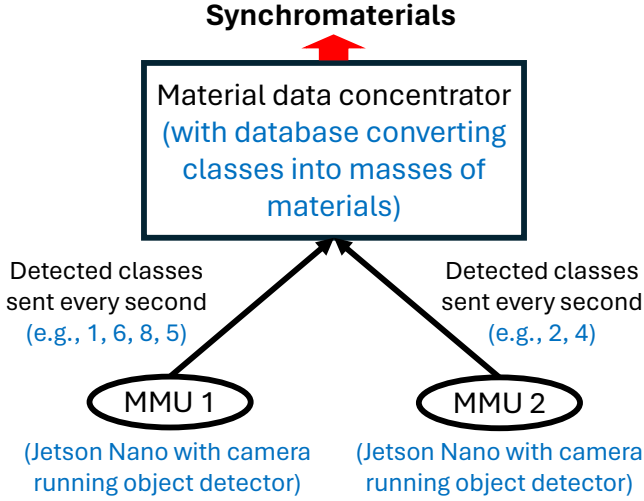 Synchromaterials
Material data concentrator
(with database converting
classes into masses of
materials)
Detected classes
sent every second
(e.g., 1, 6, 8, 5)
Detected classes
sent every second
(e.g., 2, 4)
MMU 1
MMU 2
(Jetson Nano with camera
running object detector)
(Jetson Nano with camera
running object detector)